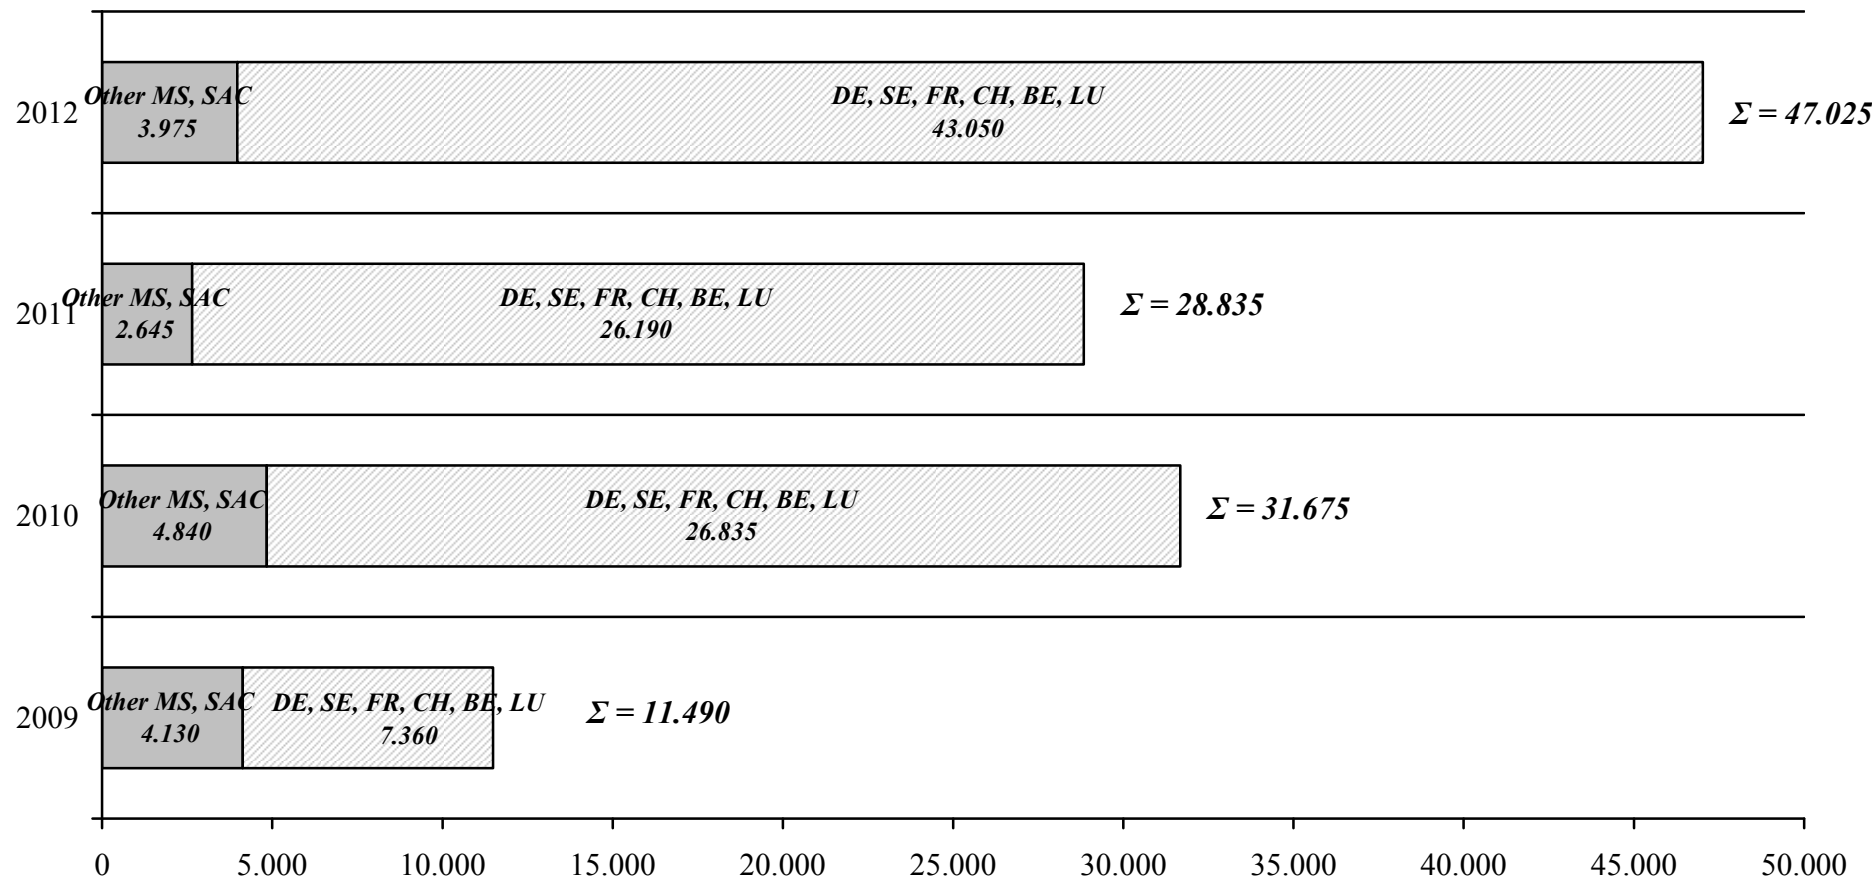 2012
Other MS, SAC
3.975
DE, SE, FR, CH, BE, LU
43.050
Σ = 47.025
2011
Other MS, SAC
2.645
DE, SE, FR, CH, BE, LU
26.190
Σ = 28.835
2010
Other MS, SAC
4.840
DE, SE, FR, CH, BE, LU
26.835
Σ = 31.675
2009
Other MS, SAC
4.130
DE, SE, FR, CH, BE, LU
7.360
Σ = 11.490
0 5.000 10.000 15.000 20.000 25.000 30.000 35.000 40.000 45.000 50.000